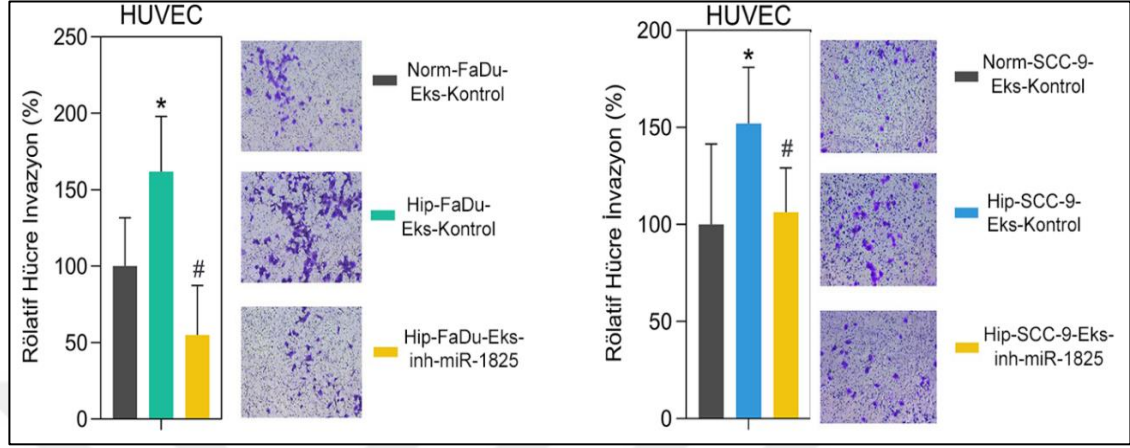 HUVEC
Rölatif Hücre Invazyon (%)
250
200
150
100
50
0
*
#
Norm-FaDu-
Eks-Kontrol
Hip-FaDu-
Eks-Kontrol
Hip-FaDu-Eks-
inh-miR-1825
HUVEC
Rölatif Hücre İnvazyon (%)
200
150
100
50
0
*
#
Norm-SCC-9-
Eks-Kontrol
Hip-SCC-9-
Eks-Kontrol
Hip-SCC-9-Eks-
inh-miR-1825